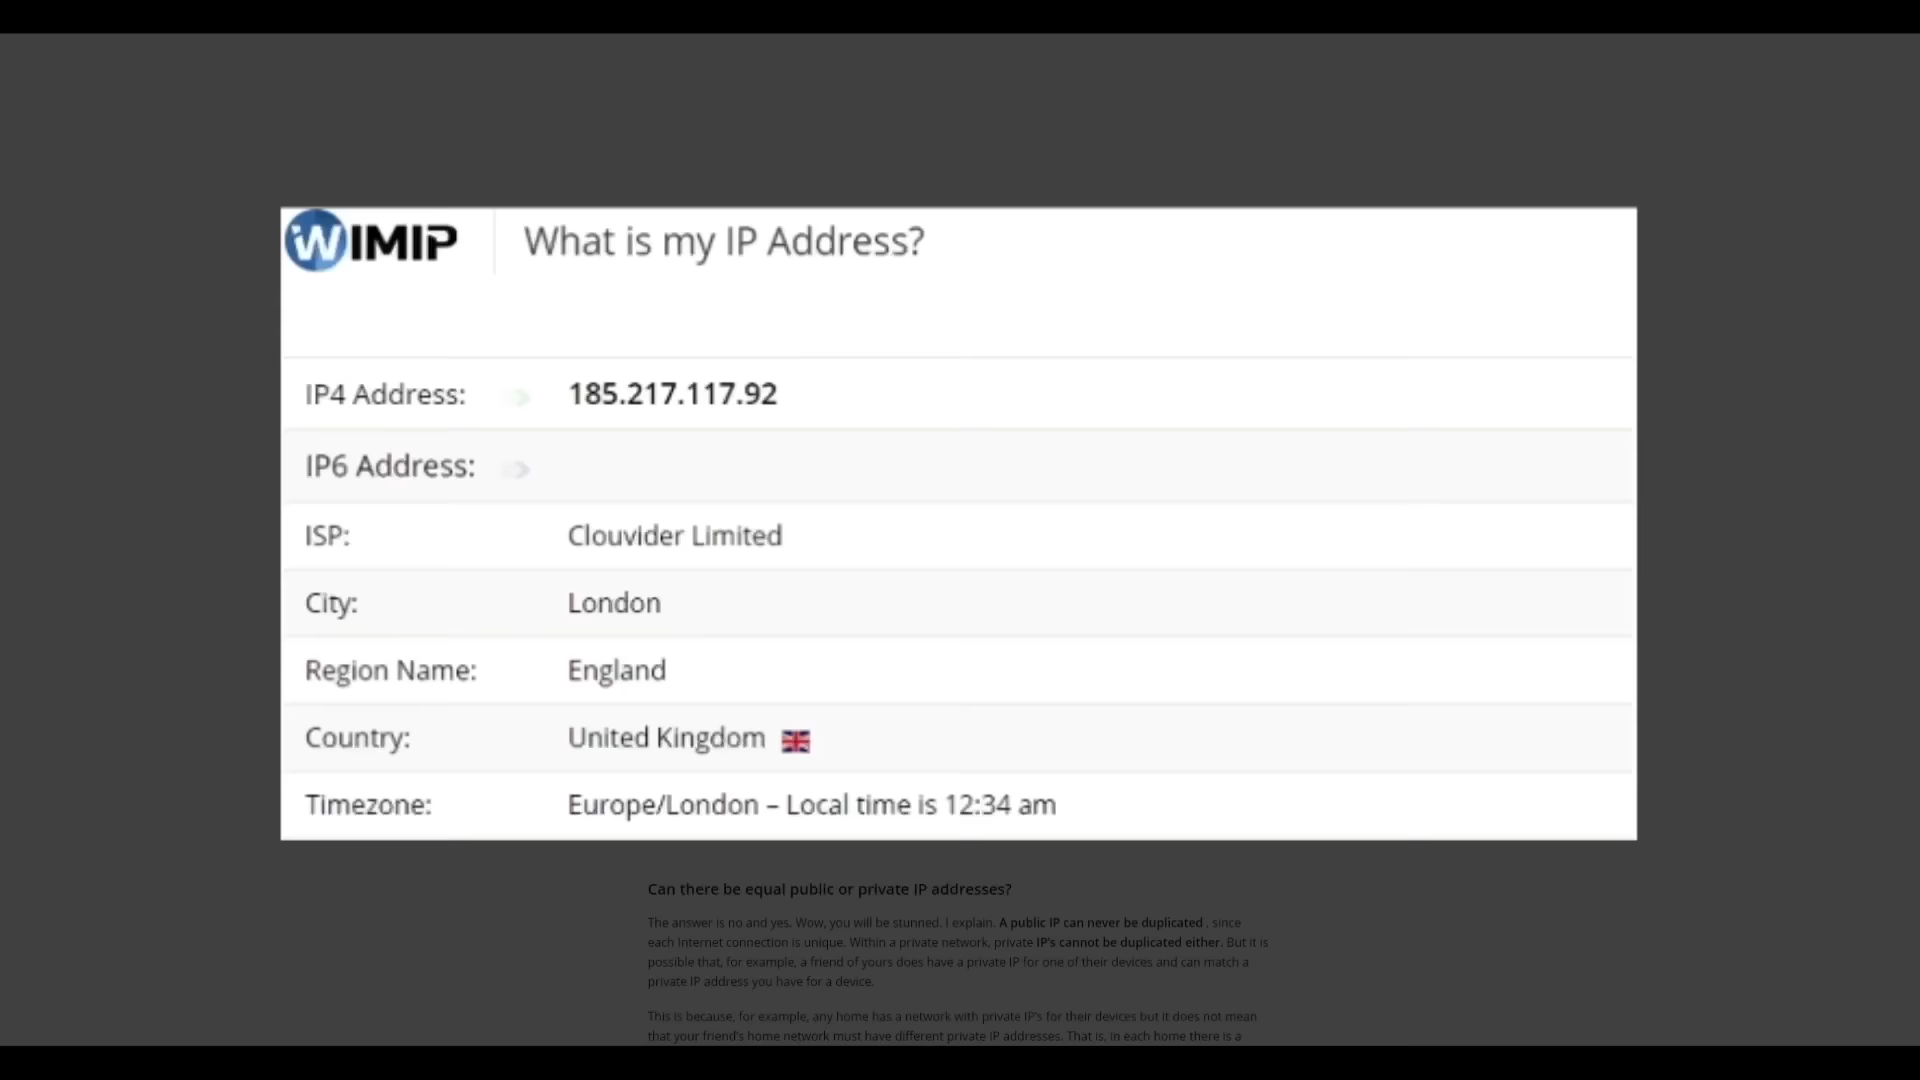 WIMIP What is my IP Address?
IP4 Address: 185.217.117.92
IP6 Address:
ISP: Clouvider Limited
City: London
Region Name: England
Country: United Kingdom
Timezone: Europe/London – Local time is 12:34 am
Can there be equal public or private IP addresses?
The answer is no and yes. Wow, you will be stunned. I explain. A public IP can never be duplicated , since
each Internet connection is unique. Within a private network, private IP's cannot be duplicated either. But it is
possible that, for example, a friend of yours does have a private IP for one of their devices and can match a
private IP address you have for a device.
This is because, for example, any home has a network with private IP's for their devices but it does not mean
that your friend's home network must have different private IP addresses. That is, in each home there is a